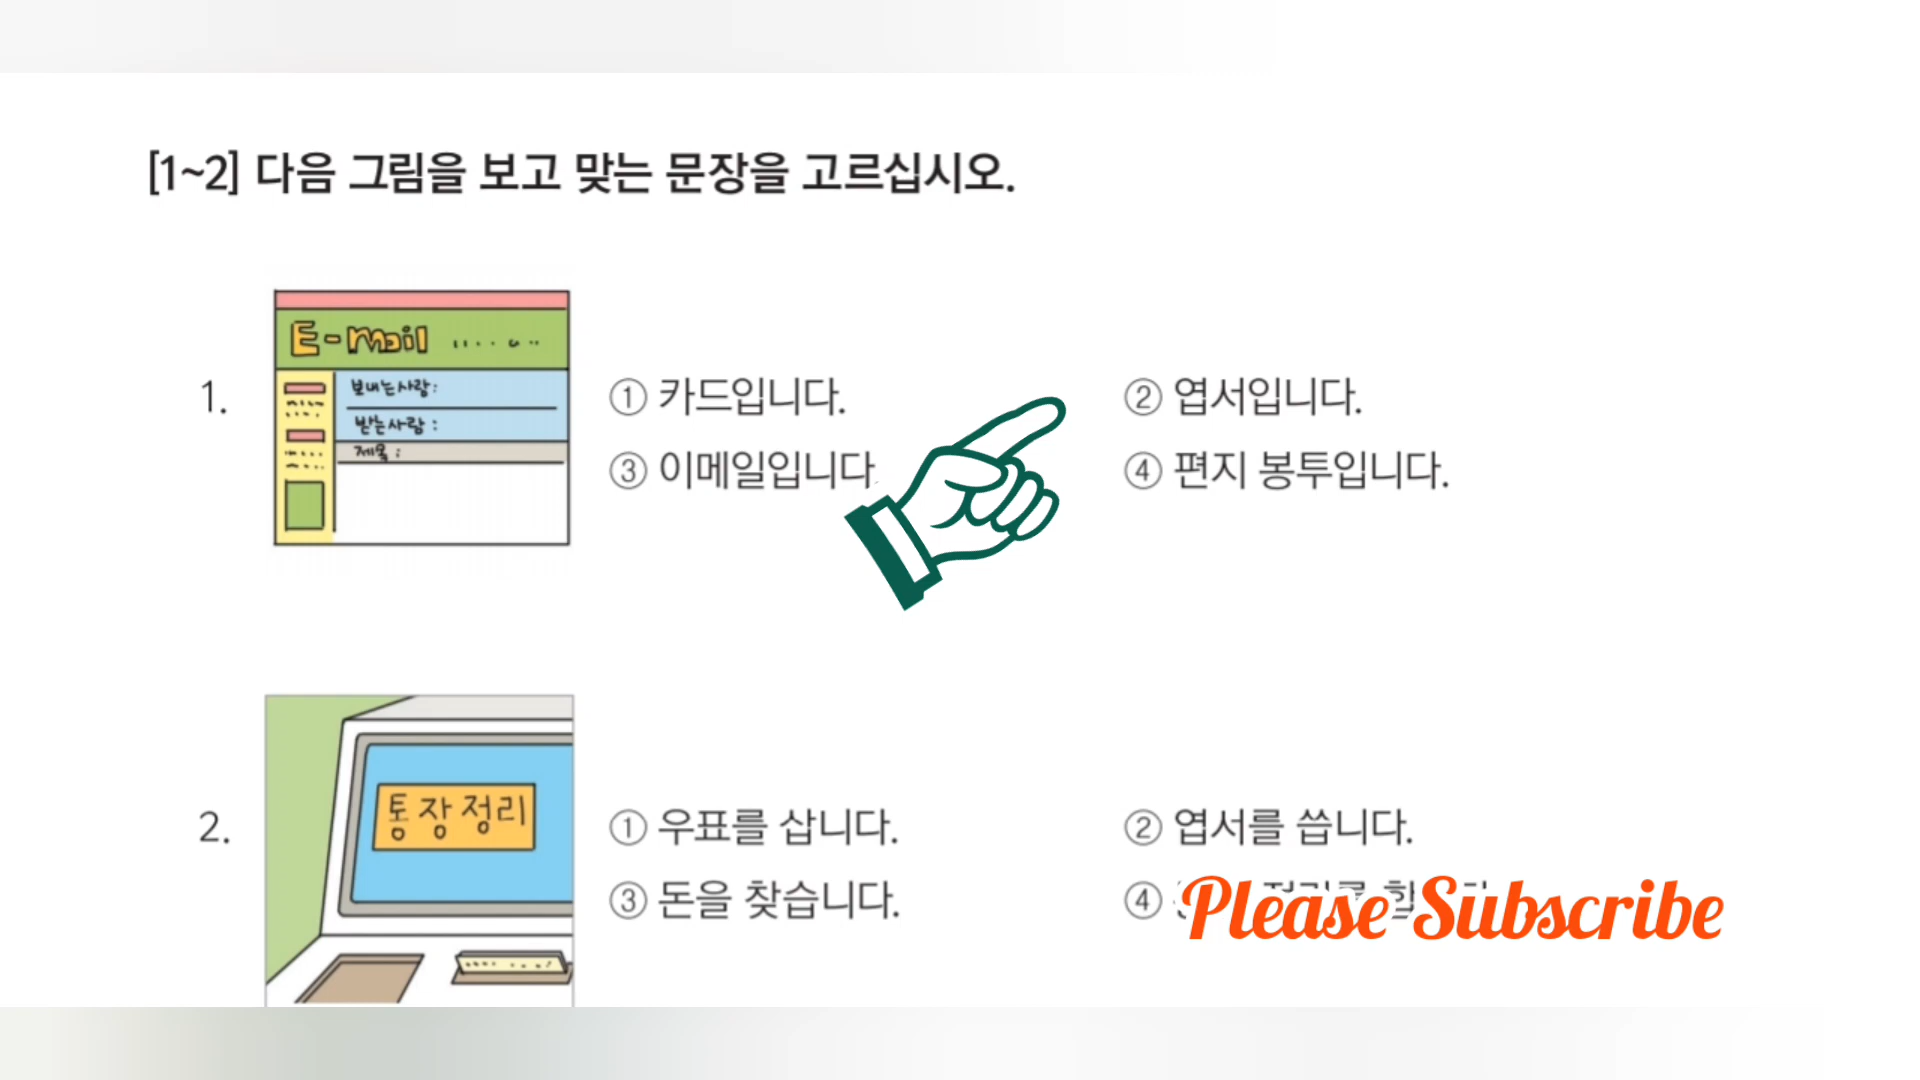 [1~2] 다음 그림을 보고 맞는 문장을 고르십시오.
1.
E-mail
보내는사람:
받는사람:
제목:
① 카드입니다.
② 엽서입니다.
③ 이메일입니다.
④ 편지 봉투입니다.
2.
통장정리
① 우표를 삽니다.
② 엽서를 씁니다.
③ 돈을 찾습니다.
④
Please Subscribe